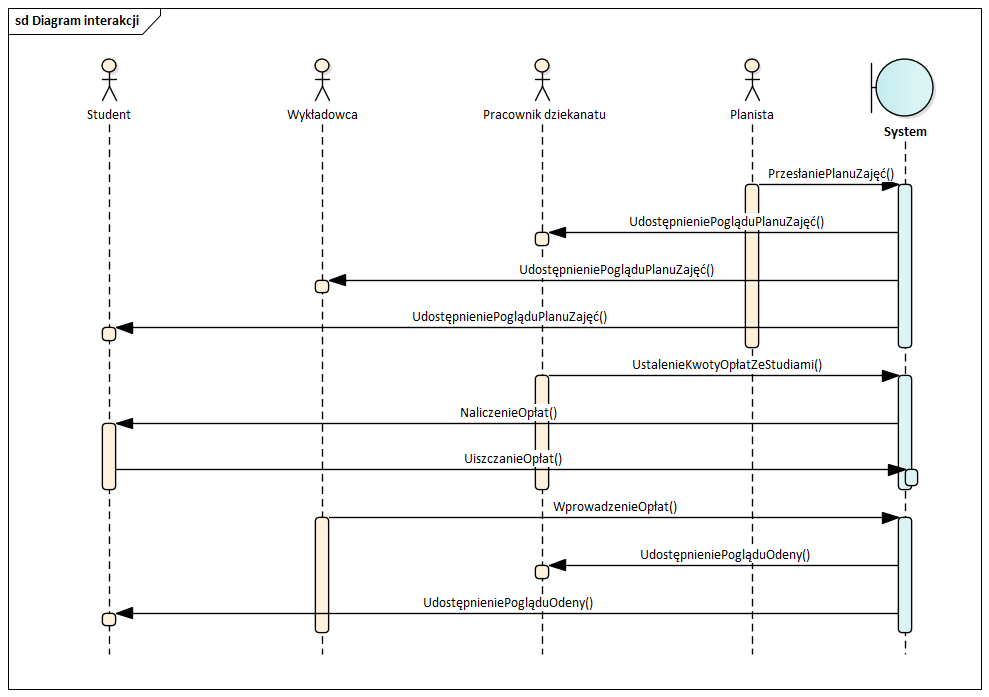 sd Diagram interakcji
Student
Wykładowca
Pracownik dziekanatu
Planista
System
PrzesłaniePlanuZajęć()
UdostępnieniePogląduPlanuZajęć()
UdostępnieniePogląduPlanuZajęć()
UdostępnieniePogląduPlanuZajęć()
UstalenieKwotyOpłatZeStudiami()
NaliczenieOpłat()
UiszczanieOpłat()
WprowadzenieOpłat()
UdostępnieniePogląduOdeny()
UdostępnieniePogląduOdeny()